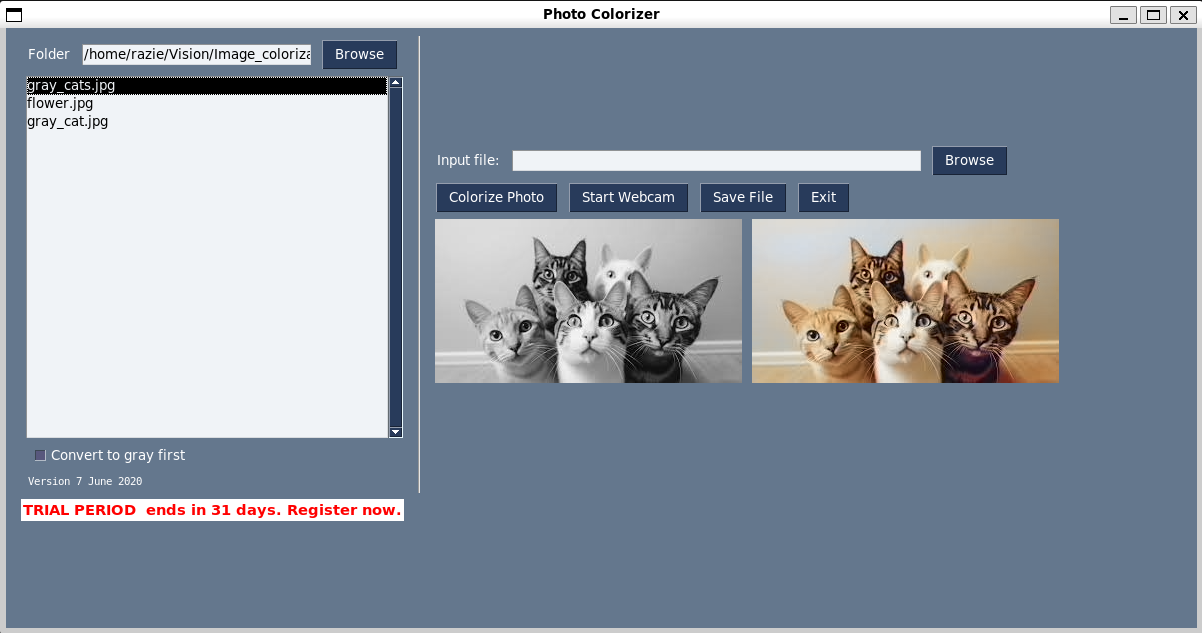 Photo Colorizer
Folder /home/razie/Vision/Image_coloriza Browse
gray_cats.jpg
flower.jpg
gray_cat.jpg
Convert to gray first
Version 7 June 2020
TRIAL PERIOD  ends in 31 days. Register now.
Input file: Browse
Colorize Photo Start Webcam Save File Exit